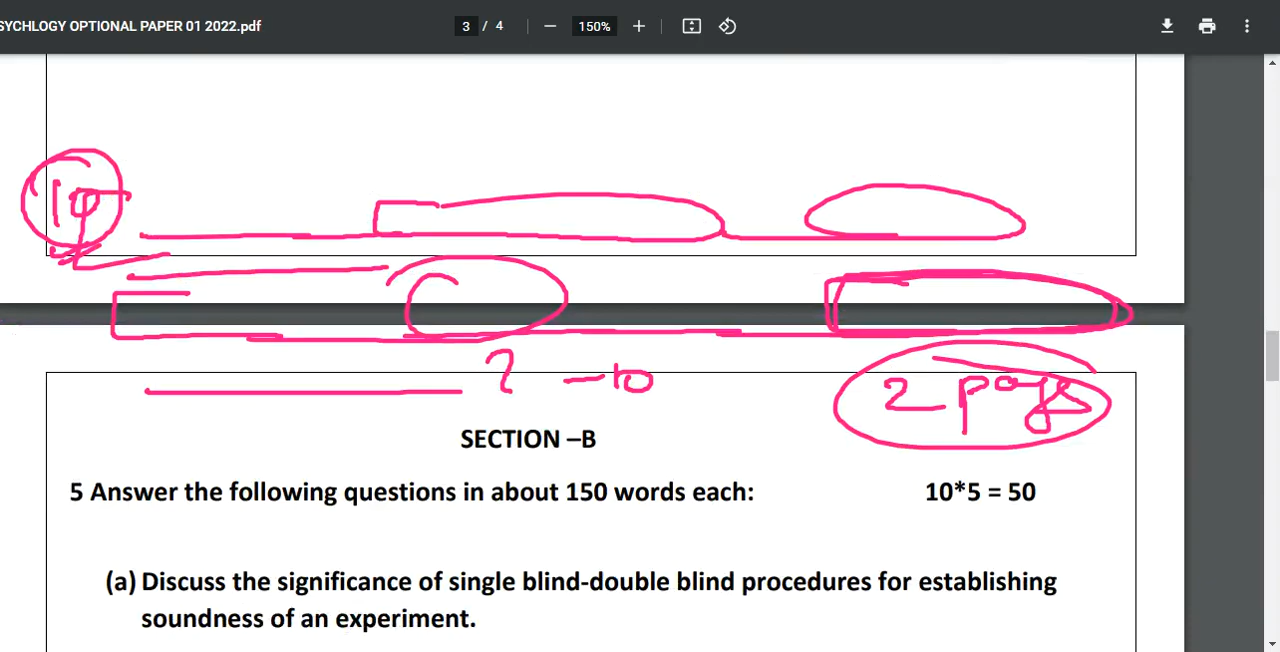 SYCHLOGY OPTIONAL PAPER 01 2022.pdf
3 / 4
150%
10
? - 10
2 pags
SECTION –B
5 Answer the following questions in about 150 words each: 10*5 = 50
(a) Discuss the significance of single blind-double blind procedures for establishing
soundness of an experiment.